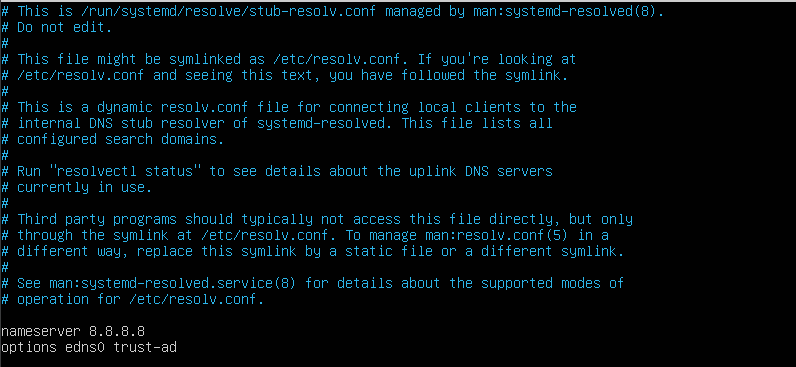 # This is /run/systemd/resolve/stub-resolv.conf managed by man:systemd-resolved(8).
# Do not edit.
#
# This file might be symlinked as /etc/resolv.conf. If you're looking at
# /etc/resolv.conf and seeing this text, you have followed the symlink.
#
# This is a dynamic resolv.conf file for connecting local clients to the
# internal DNS stub resolver of systemd-resolved. This file lists all
# configured search domains.
#
# Run "resolvectl status" to see details about the uplink DNS servers
# currently in use.
#
# Third party programs should typically not access this file directly, but only
# through the symlink at /etc/resolv.conf. To manage man:resolv.conf(5) in a
# different way, replace this symlink by a static file or a different symlink.
#
# See man:systemd-resolved.service(8) for details about the supported modes of
# operation for /etc/resolv.conf.

nameserver 8.8.8.8
options edns0 trust-ad